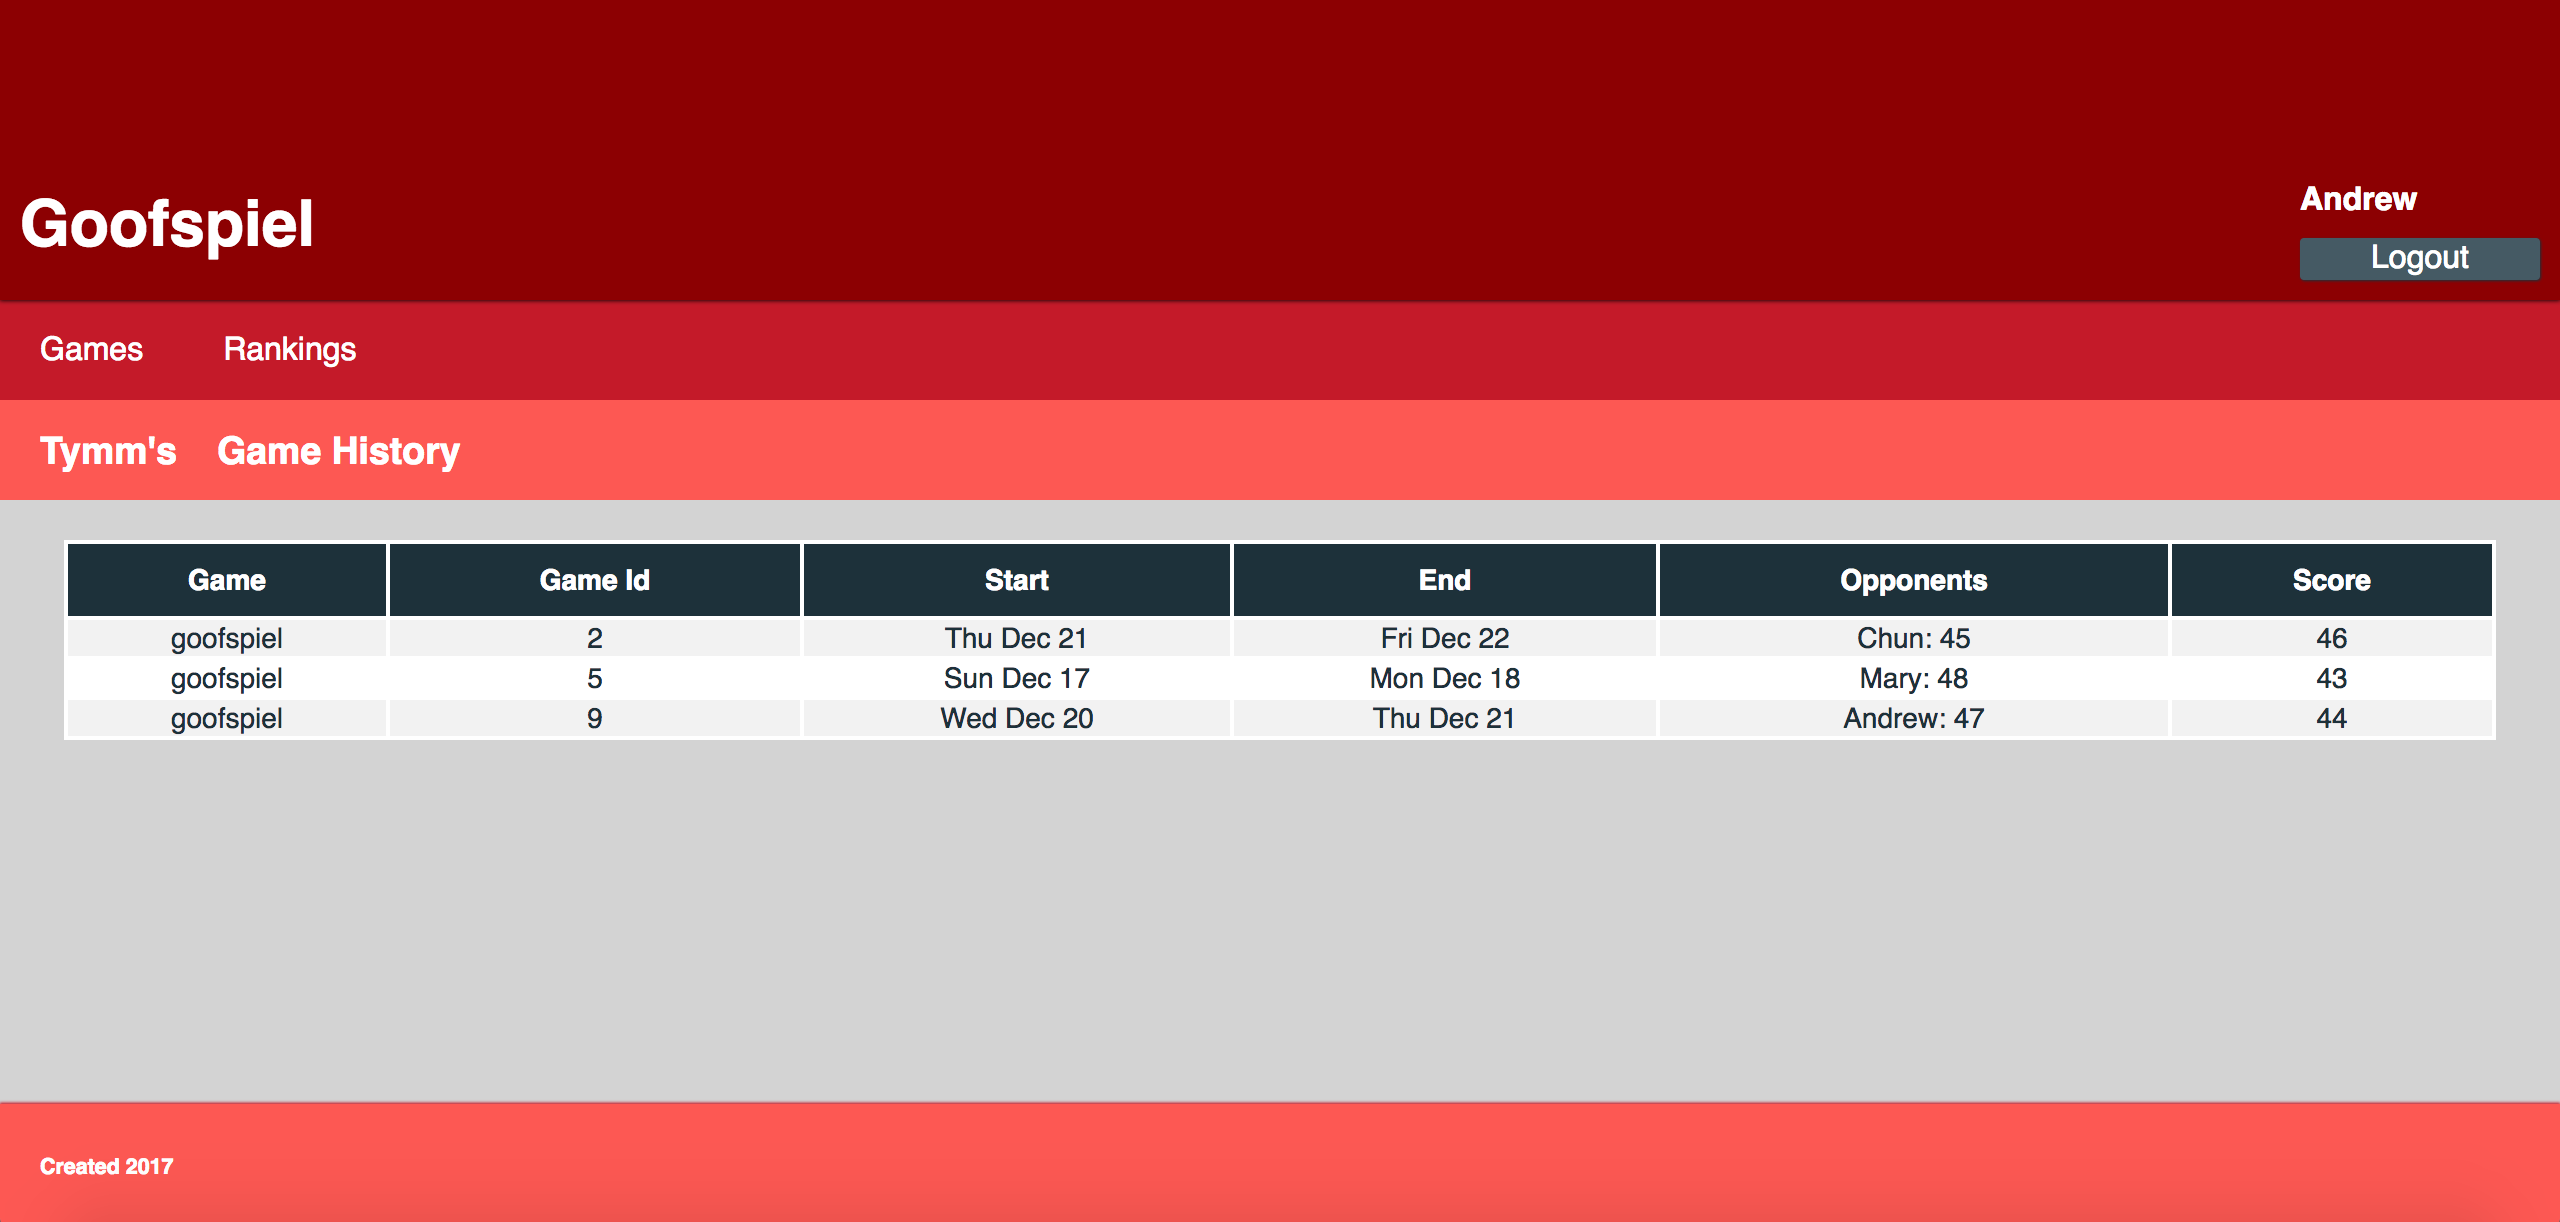 Goofspiel
Andrew
Logout
Games Rankings
Tymm's Game History
Game Game Id Start End Opponents Score
goofspiel 2 Thu Dec 21 Fri Dec 22 Chun: 45 46
goofspiel 5 Sun Dec 17 Mon Dec 18 Mary: 48 43
goofspiel 9 Wed Dec 20 Thu Dec 21 Andrew: 47 44
Created 2017